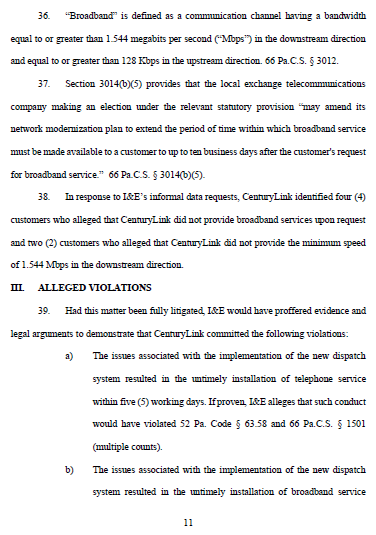 36. “Broadband” is defined as a communication channel having a bandwidth
equal to or greater than 1.544 megabits per second (“Mbps”) in the downstream direction
and equal to or greater than 128 Kbps in the upstream direction. 66 Pa.C.S. § 3012.
37. Section 3014(b)(5) provides that the local exchange telecommunications
company making an election under the relevant statutory provision “may amend its
network modernization plan to extend the period of time within which broadband service
must be made available to a customer to up to ten business days after the customer's request
for broadband service.” 66 Pa.C.S. § 3014(b)(5).
38. In response to I&E’s informal data requests, CenturyLink identified four (4)
customers who alleged that CenturyLink did not provide broadband services upon request
and two (2) customers who alleged that CenturyLink did not provide the minimum speed
of 1.544 Mbps in the downstream direction.
III. ALLEGED VIOLATIONS
39. Had this matter been fully litigated, I&E would have proffered evidence and
legal arguments to demonstrate that CenturyLink committed the following violations:
a) The issues associated with the implementation of the new dispatch
system resulted in the untimely installation of telephone service
within five (5) working days. If proven, I&E alleges that such conduct
would have violated 52 Pa. Code § 63.58 and 66 Pa.C.S. § 1501
(multiple counts).
b) The issues associated with the implementation of the new dispatch
system resulted in the untimely installation of broadband service
11